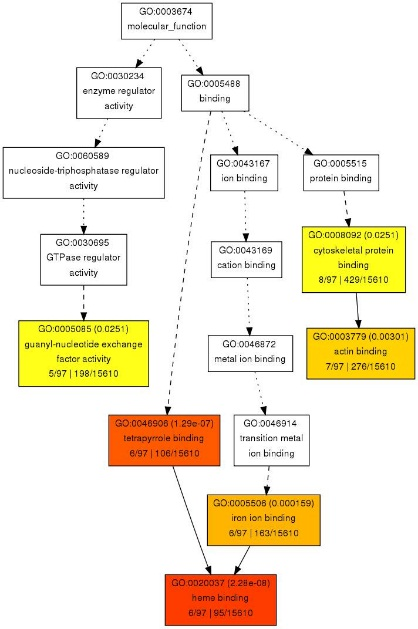 GO:0003674
molecular_function
GO:0030234
enzyme regulator
activity
GO:0005488
binding
GO:0060589
nucleoside-triphosphatase regulator
activity
GO:0043167
ion binding
GO:0005515
protein binding
GO:0030695
GTPase regulator
activity
GO:0043169
cation binding
GO:0008092 (0.0251)
cytoskeletal protein
binding
8/97 | 429/15610
GO:0005085 (0.0251)
guanyl-nucleotide exchange
factor activity
5/97 | 198/15610
GO:0046872
metal ion binding
GO:0003779 (0.00301)
actin binding
7/97 | 276/15610
GO:0046906 (1.29e-07)
tetrapyrrole binding
6/97 | 106/15610
GO:0046914
transition metal
ion binding
GO:0005506 (0.000159)
iron ion binding
6/97 | 163/15610
GO:0020037 (2.28e-08)
heme binding
6/97 | 95/15610